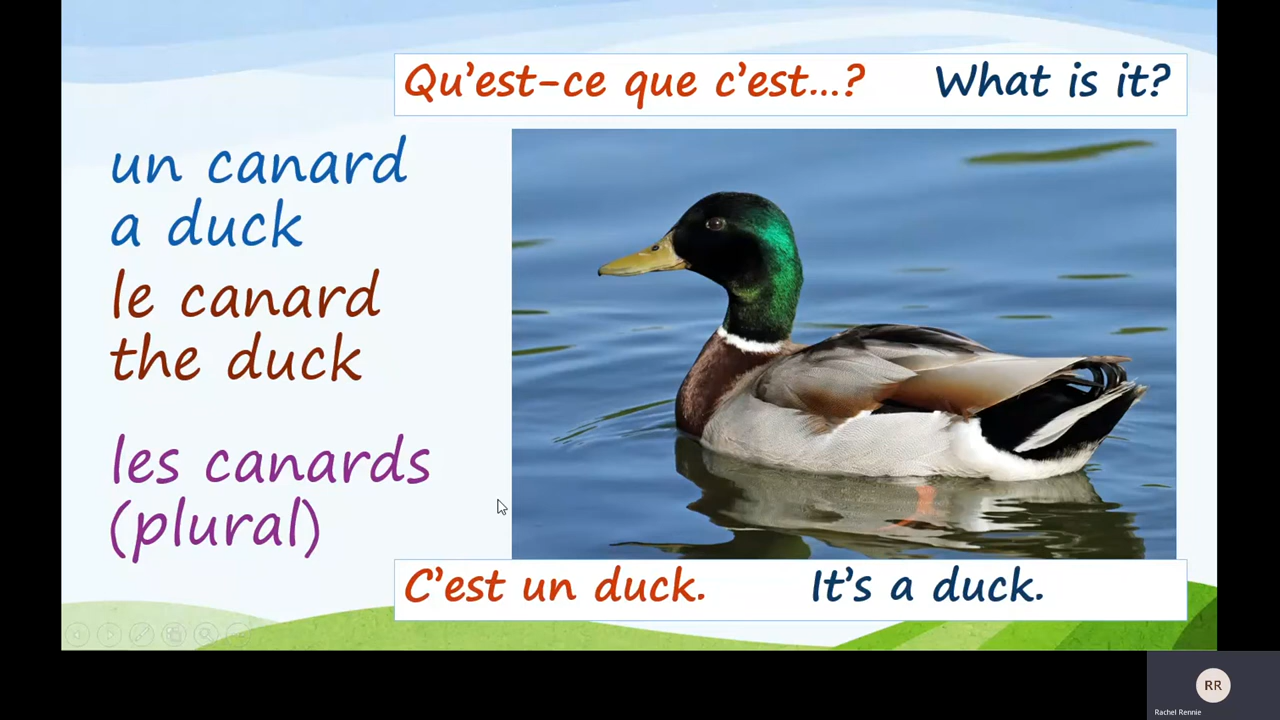 Qu'est-ce que c'est...? What is it?
un canard
a duck
le canard
the duck
les canards
(plural)
C'est un duck. It's a duck.
RR
Rachel Rennie